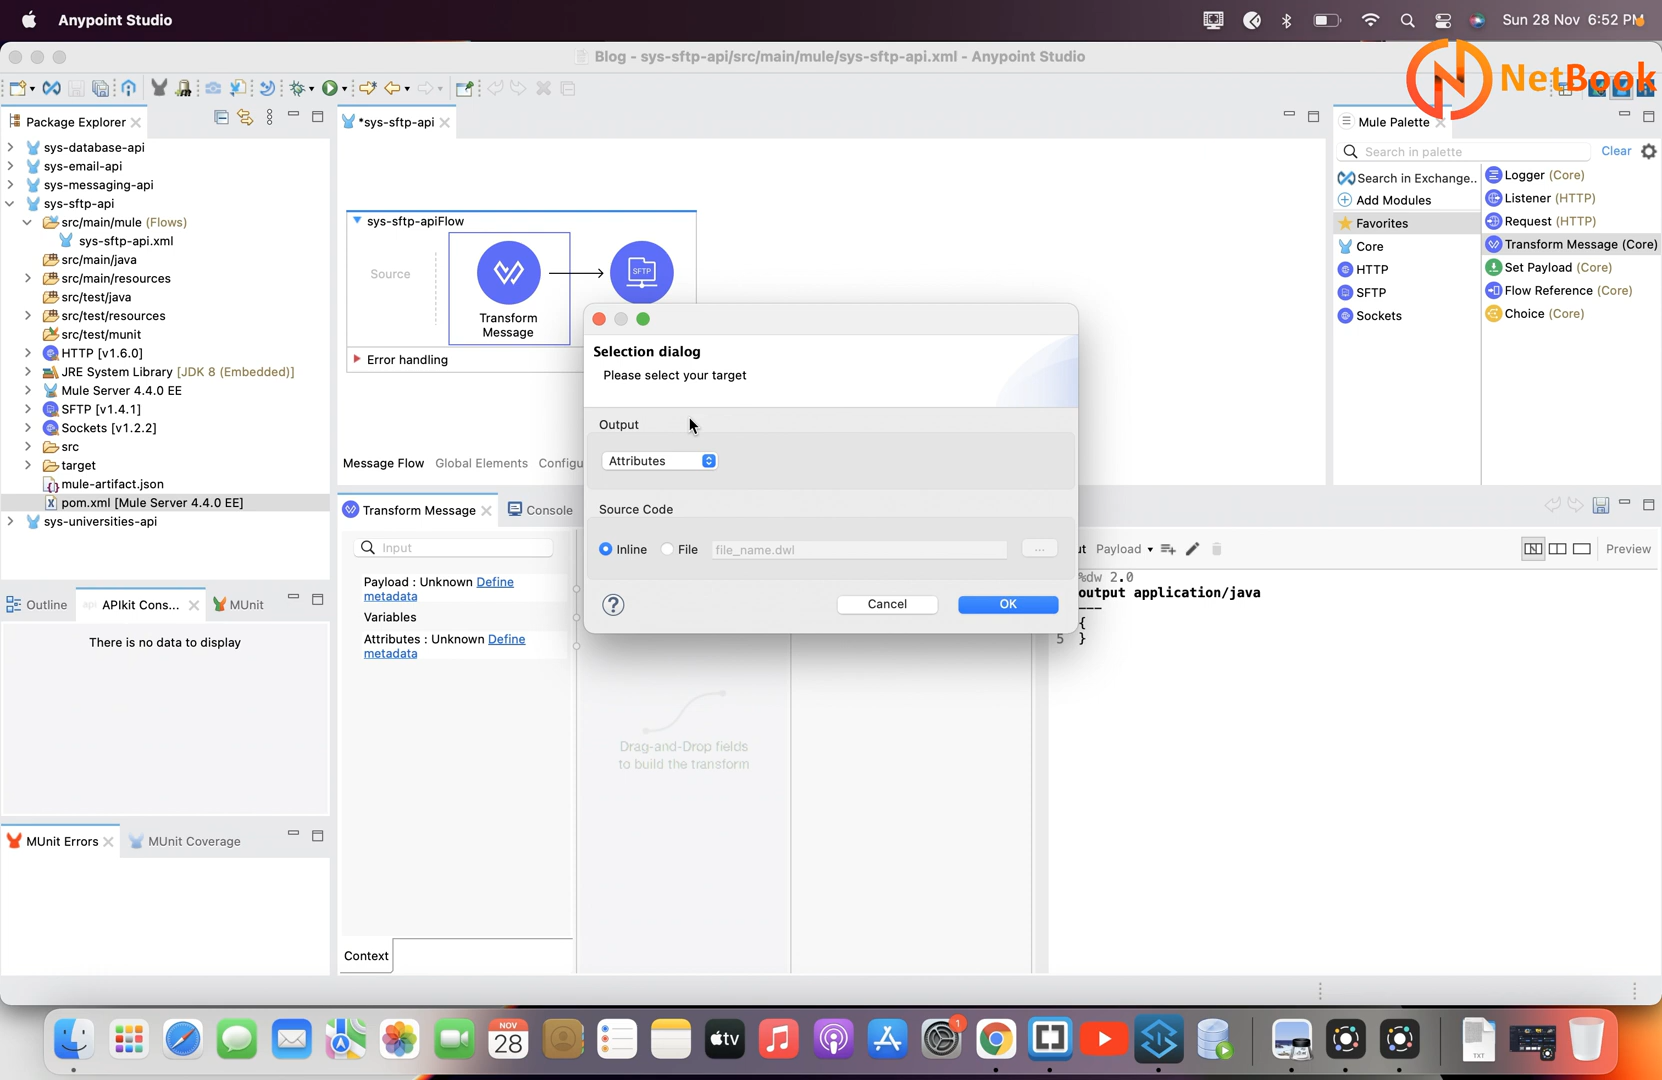 Anypoint Studio
Sun 28 Nov 6:52 PM
Blog - sys-sftp-api/src/main/mule/sys-sftp-api.xml - Anypoint Studio
NetBook
Package Explorer
*sys-sftp-api
Mule Palette
sys-database-api
sys-email-api
sys-messaging-api
sys-sftp-api
src/main/mule (Flows)
sys-sftp-api.xml
src/main/java
src/main/resources
src/test/java
src/test/resources
src/test/munit
HTTP [v1.6.0]
JRE System Library [JDK 8 (Embedded)]
Mule Server 4.4.0 EE
SFTP [v1.4.1]
Sockets [v1.2.2]
src
target
mule-artifact.json
pom.xml [Mule Server 4.4.0 EE]
sys-universities-api
sys-sftp-apiFlow
Source
Transform
Message
SFTP
Error handling
Message Flow Global Elements Configu
Search in palette
Clear
Search in Exchange..
Add Modules
Favorites
Core
HTTP
SFTP
Sockets
Logger (Core)
Listener (HTTP)
Request (HTTP)
Transform Message (Core)
Set Payload (Core)
Flow Reference (Core)
Choice (Core)
Selection dialog
Please select your target
Output
Attributes
Source Code
Inline File file_name.dwl ...
? Cancel OK
Transform Message Console
Input
Payload : Unknown Define
metadata
Variables
Attributes : Unknown Define
metadata
Drag-and-Drop fields
to build the transform
Context
ut Payload
Preview
%dw 2.0
output application/java
---
{
5 }
Outline APIkit Cons... MUnit
There is no data to display
MUnit Errors MUnit Coverage
NOV
28
tv
1
TXT